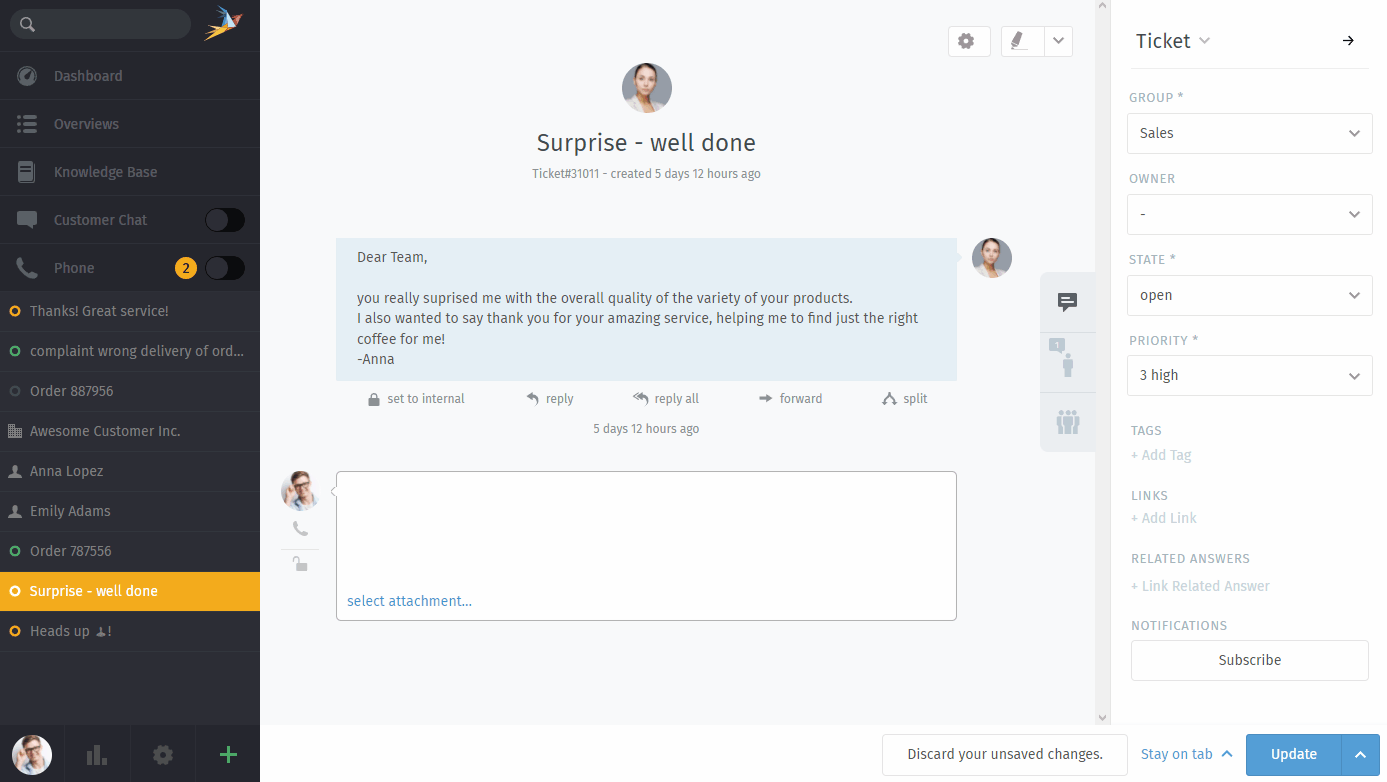 Dashboard
Overviews
Knowledge Base
Customer Chat
Phone 2
Thanks! Great service!
complaint wrong delivery of ord...
Order 887956
Awesome Customer Inc.
Anna Lopez
Emily Adams
Order 787556
Surprise - well done
Heads up !
Surprise - well done
Ticket#31011 - created 5 days 12 hours ago
Dear Team,
you really suprised me with the overall quality of the variety of your products.
I also wanted to say thank you for your amazing service, helping me to find just the right
coffee for me!
-Anna
set to internal reply reply all forward split
5 days 12 hours ago
select attachment...
1
Ticket
GROUP *
Sales
OWNER
-
STATE *
open
PRIORITY *
3 high
TAGS
+ Add Tag
LINKS
+ Add Link
RELATED ANSWERS
+ Link Related Answer
NOTIFICATIONS
Subscribe
Discard your unsaved changes. Stay on tab Update